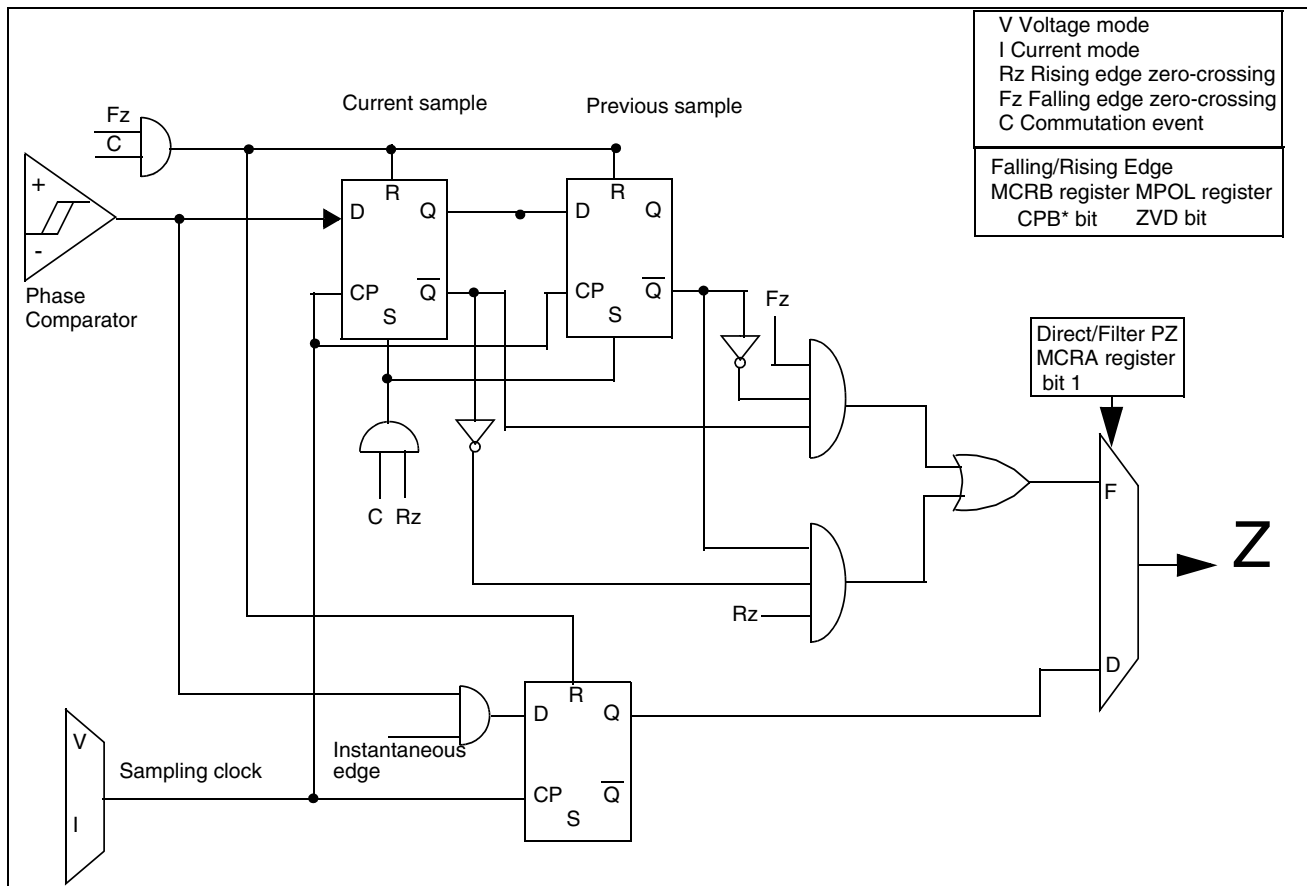 V Voltage mode
I Current mode
Rz Rising edge zero-crossing
Fz Falling edge zero-crossing
C Commutation event
Falling/Rising Edge
MCRB register MPOL register
CPB* bit ZVD bit
Current sample
Previous sample
Fz
C
+
-
Phase
Comparator
R
D Q
CP Q
S
R
D Q
CP Q
S
Fz
C Rz
Rz
Direct/Filter PZ
MCRA register
bit 1
F
D
Z
V
I
Sampling clock
Instantaneous
edge
R
D Q
CP Q
S